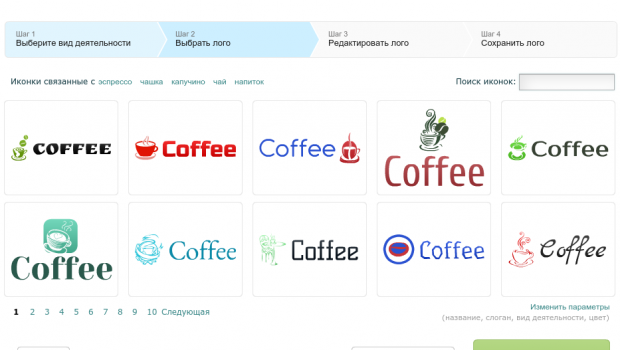 Шаг 1
Выберите вид деятельности
Шаг 2
Выбрать лого
Шаг 3
Редактировать лого
Шаг 4
Сохранить лого
Иконки связанные с эспрессо чашка капучино чай напиток
Поиск иконок:
COFFEE
Coffee
Coffee
Coffee
Coffee
Coffee
Coffee
Coffee
Coffee
Coffee
1 2 3 4 5 6 7 8 9 10 Следующая
Изменить параметры
(название, слоган, вид деятельности, цвет)